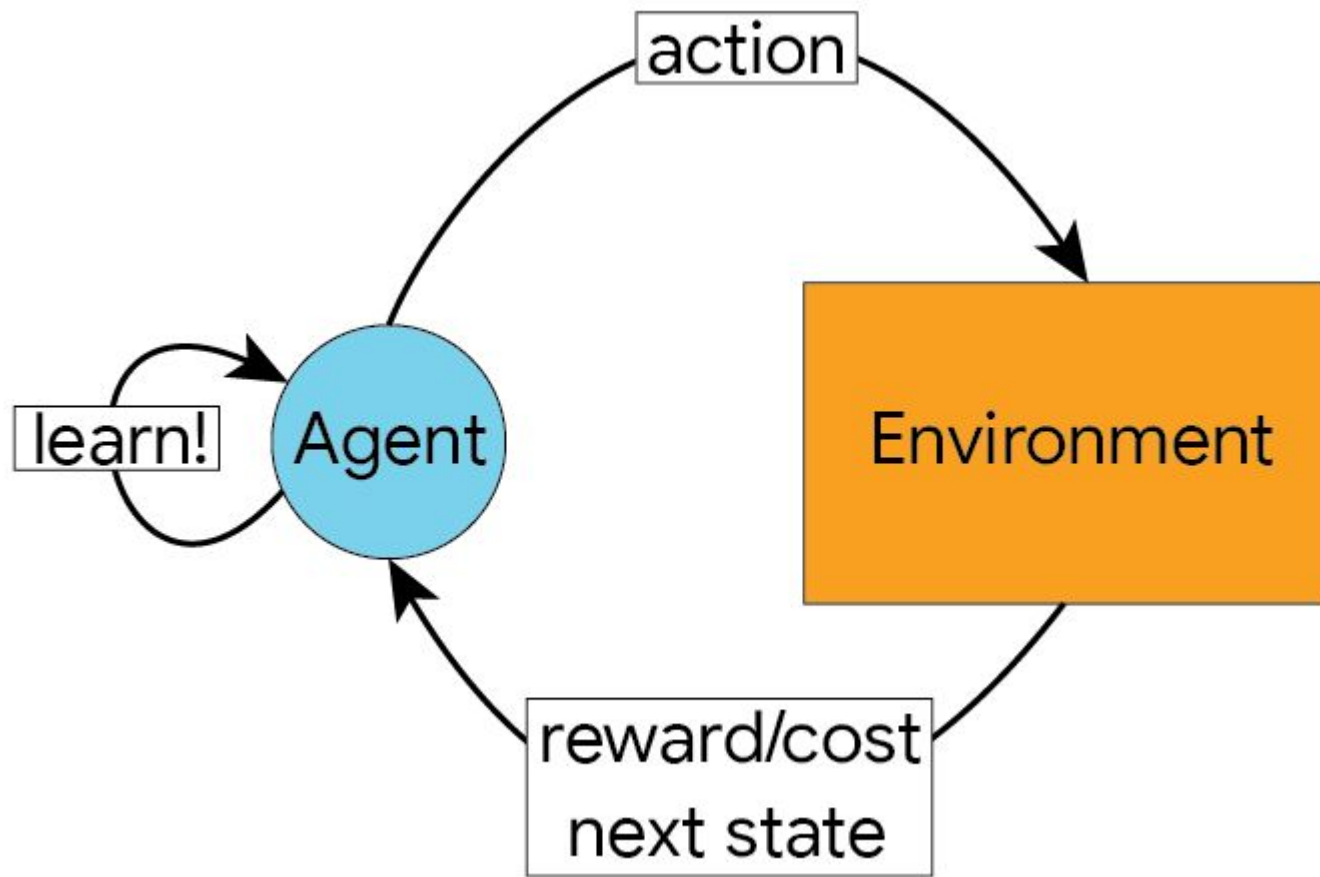 action
learn!
Agent
Environment
reward/cost
next state